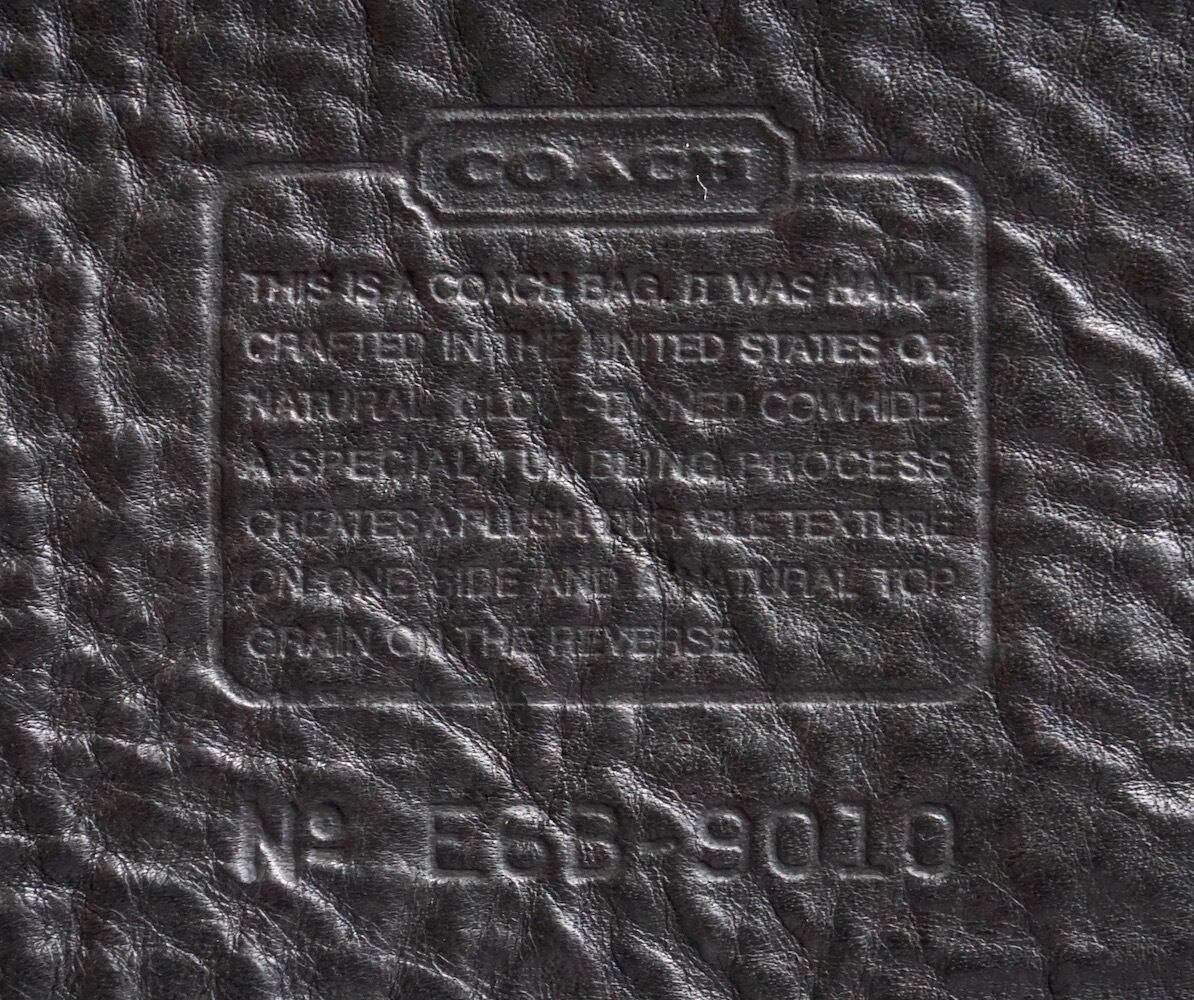 COACH
THIS IS A COACH BAG. IT WAS HAND-
CRAFTED IN THE UNITED STATES OF
NATURAL GLOVE-TANNED COWHIDE.
A SPECIAL TUMBLING PROCESS
CREATES A PLUSH, DURABLE TEXTURE
ON ONE SIDE AND A NATURAL TOP
GRAIN ON THE REVERSE.
Nº E6B-9010